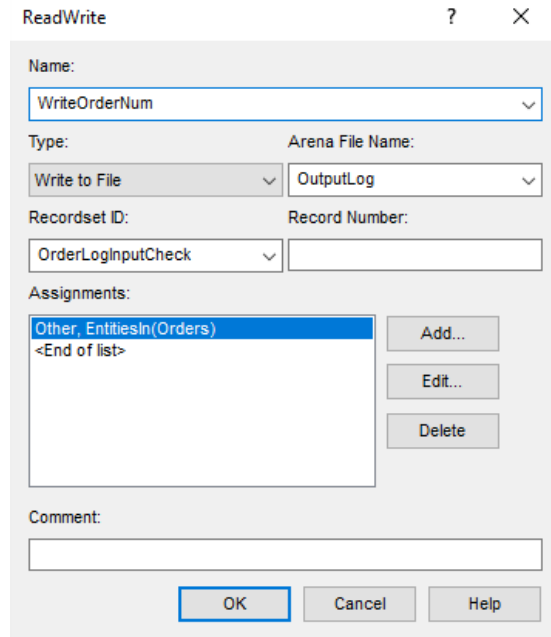 ReadWrite ? ×
Name:
WriteOrderNum
Type: Arena File Name:
Write to File OutputLog
Recordset ID: Record Number:
OrderLogInputCheck
Assignments:
Other, EntitiesIn(Orders)
<End of list>
Add...
Edit...
Delete
Comment:
OK Cancel Help